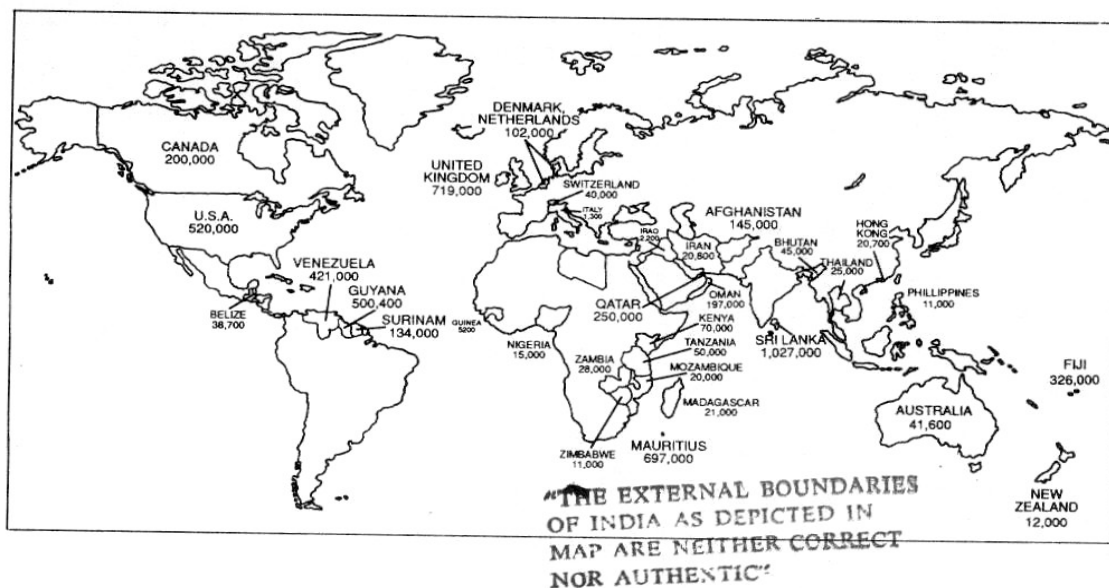 DENMARK,
NETHERLANDS
102,000
CANADA
200,000
UNITED
KINGDOM
719,000
SWITZERLAND
40,000
ITALY
1,300
U.S.A.
520,000
AFGHANISTAN
145,000
HONG
KONG
20,700
IRAQ
2,200
IRAN
20,800
BHUTAN
45,000
THAILAND
25,000
VENEZUELA
421,000
GUYANA
500,400
SURINAM
134,000
BELIZE
38,700
GUINEA
5200
NIGERIA
15,000
QATAR
250,000
OMAN
197,000
KENYA
70,000
TANZANIA
50,000
ZAMBIA
28,000
MOZAMBIQUE
20,000
MADAGASCAR
21,000
SRI LANKA
1,027,000
PHILLIPPINES
11,000
FIJI
326,000
AUSTRALIA
41,600
ZIMBABWE
11,000
MAURITIUS
697,000
NEW
ZEALAND
12,000
"THE EXTERNAL BOUNDARIES
OF INDIA AS DEPICTED IN
MAP ARE NEITHER CORRECT
NOR AUTHENTIC"